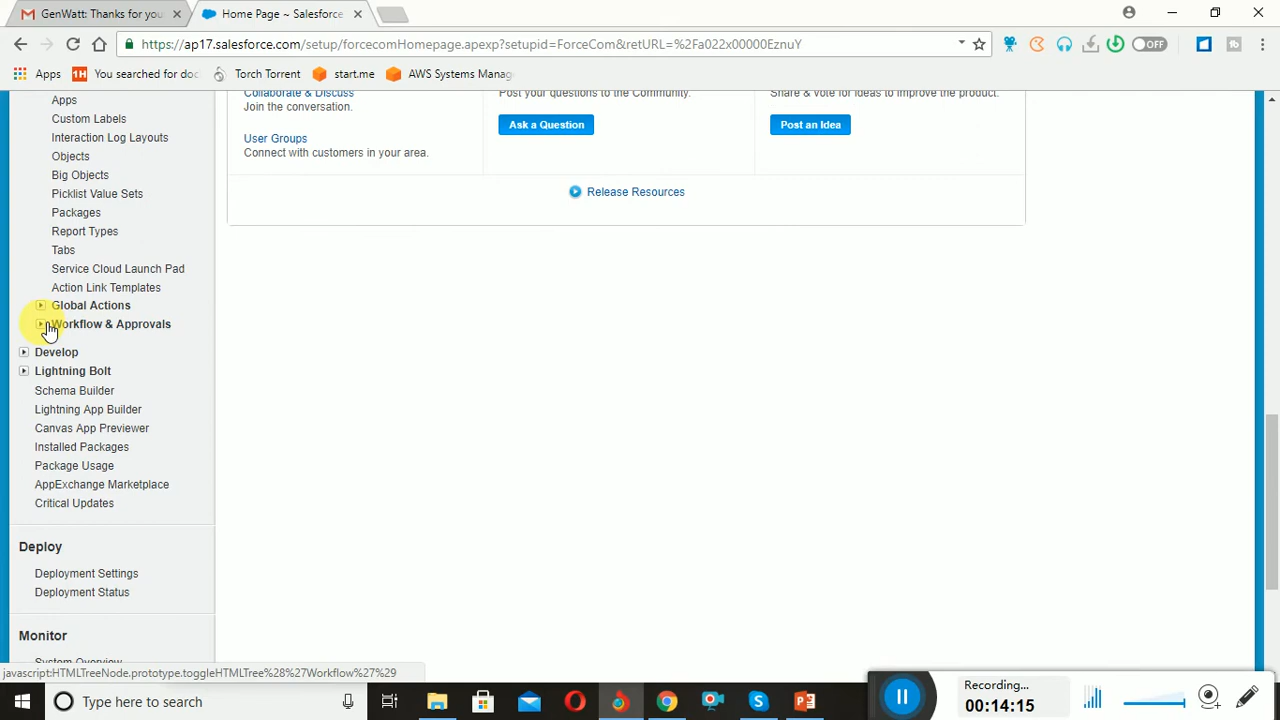 GenWatt: Thanks for you
Home Page ~ Salesforce
https://ap17.salesforce.com/setup/forcecomHomepage.apexp?setupid=ForceCom&retURL=%2Fa022x00000EznuY
OFF
Apps
You searched for doc
Torch Torrent
start.me
AWS Systems Manag
Apps
Custom Labels
Interaction Log Layouts
Objects
Big Objects
Picklist Value Sets
Packages
Report Types
Tabs
Service Cloud Launch Pad
Action Link Templates
Global Actions
Workflow & Approvals
Develop
Lightning Bolt
Schema Builder
Lightning App Builder
Canvas App Previewer
Installed Packages
Package Usage
AppExchange Marketplace
Critical Updates
Deploy
Deployment Settings
Deployment Status
Monitor
System Overview
Collaborate & Discuss
Join the conversation.
User Groups
Connect with customers in your area.
Post your questions to the Community.
Ask a Question
Share & vote for ideas to improve the product.
Post an Idea
Release Resources
javascript:HTMLTreeNode.prototype.toggleHTMLTree%28%27Workflow%27%29
Type here to search
Recording...
00:14:15